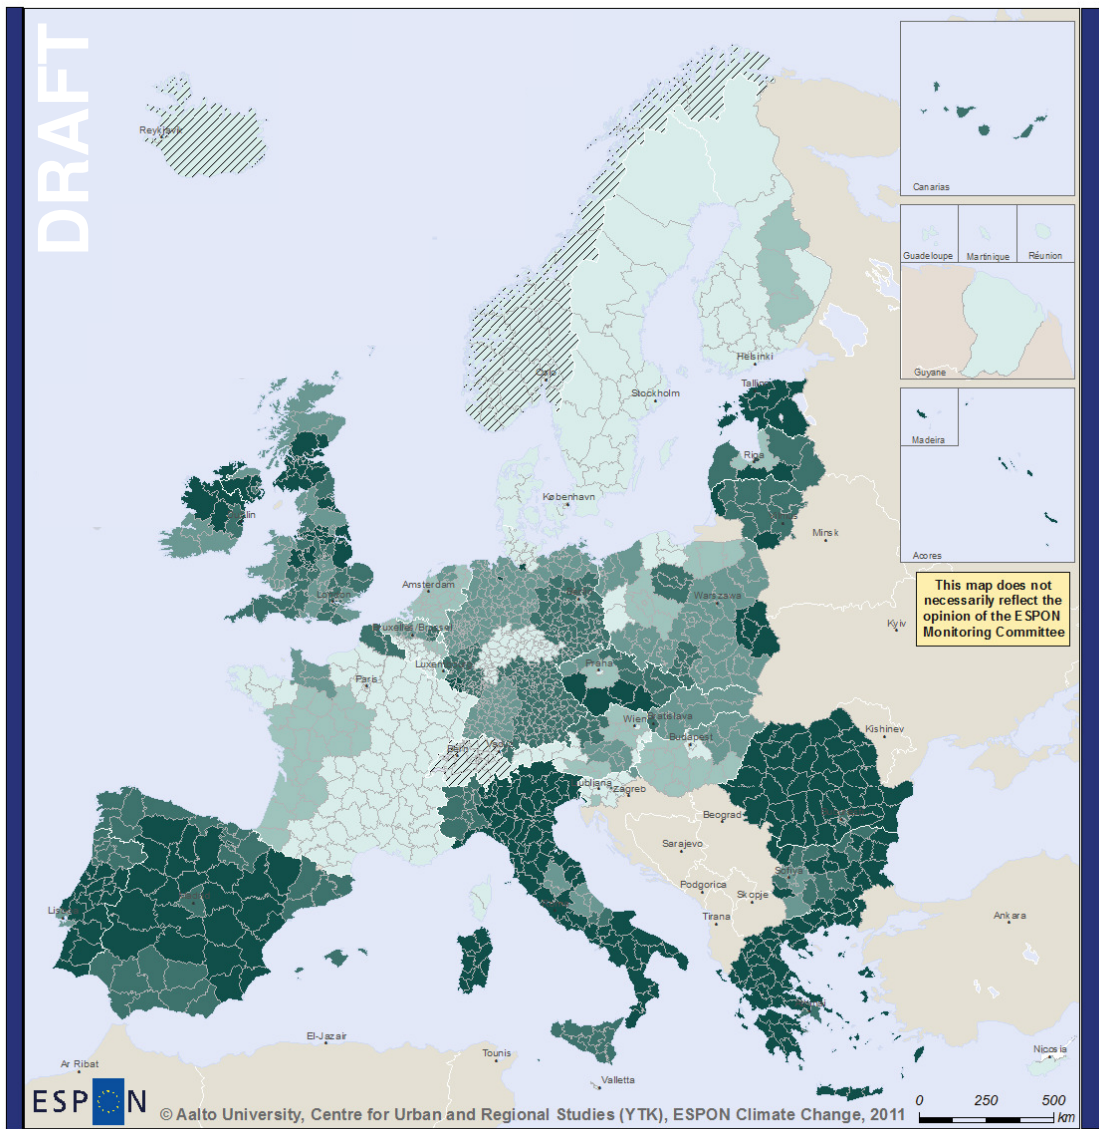 DRAFT
Reykjavik
Canarias
Guadeloupe
Martinique
Réunion
Guyane
Madeira
Acores
This map does not
necessarily reflect the
opinion of the ESPON
Monitoring Committee
Oslo
Helsinki
Tallinn
Stockholm
Riga
København
Minsk
Amsterdam
London
Warszawa
Kyiv
Bruxelles/Brussel
Luxembourg
Praha
Paris
Wien
Bratislava
Budapest
Kishinev
Bern
Vaduz
Ljubljana
Zagreb
Beograd
Sarajevo
Podgorica
Skopje
Sofiya
Tirana
Ankara
El-Jazair
Tounis
Ar Ribat
Valletta
Nicosia
ESPON
© Aalto University, Centre for Urban and Regional Studies (YTK), ESPON Climate Change, 2011
0 250 500
km